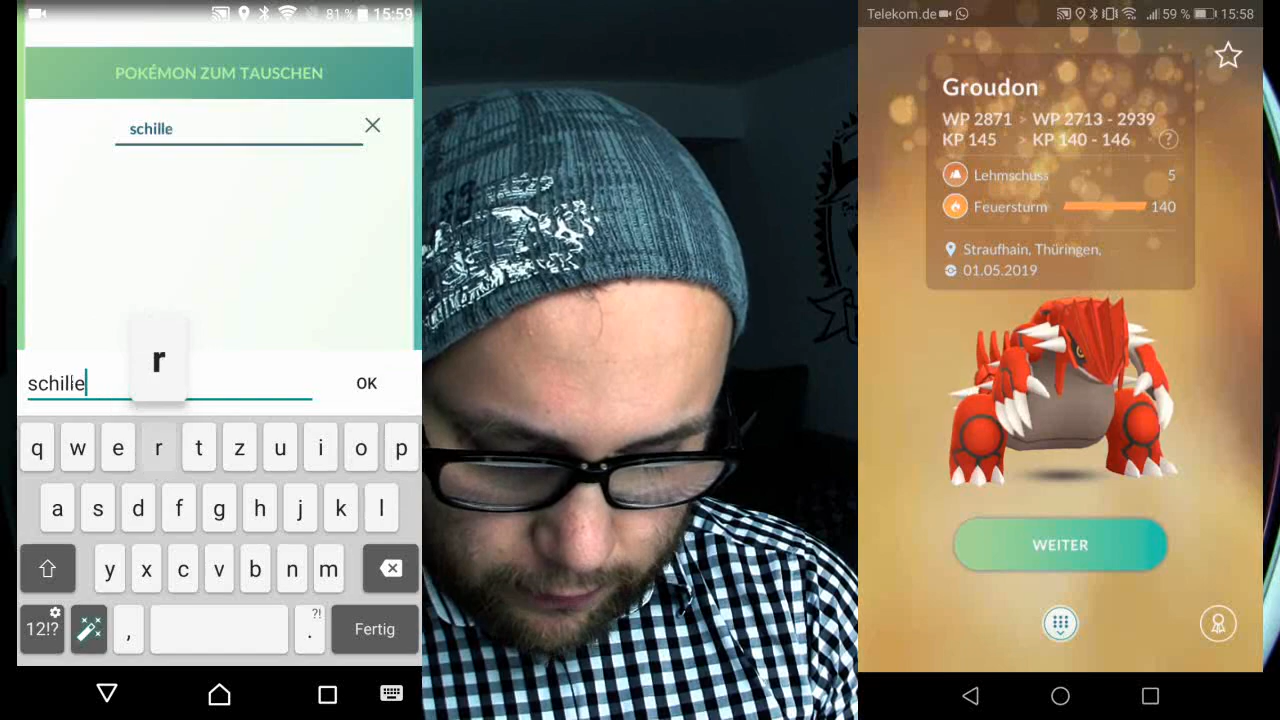 81 % 15:59
POKÉMON ZUM TAUSCHEN
schille
r
schille
OK
q w e r t z u i o p
a s d f g h j k l
y x c v b n m
12!? , ?! . Fertig
Telekom.de 59 % 15:58
Groudon
WP 2871 > WP 2713 - 2939
KP 145 > KP 140 - 146 ?
Lehmschuss 5
Feuersturm 140
Straufhain, Thüringen,
01.05.2019
WEITER